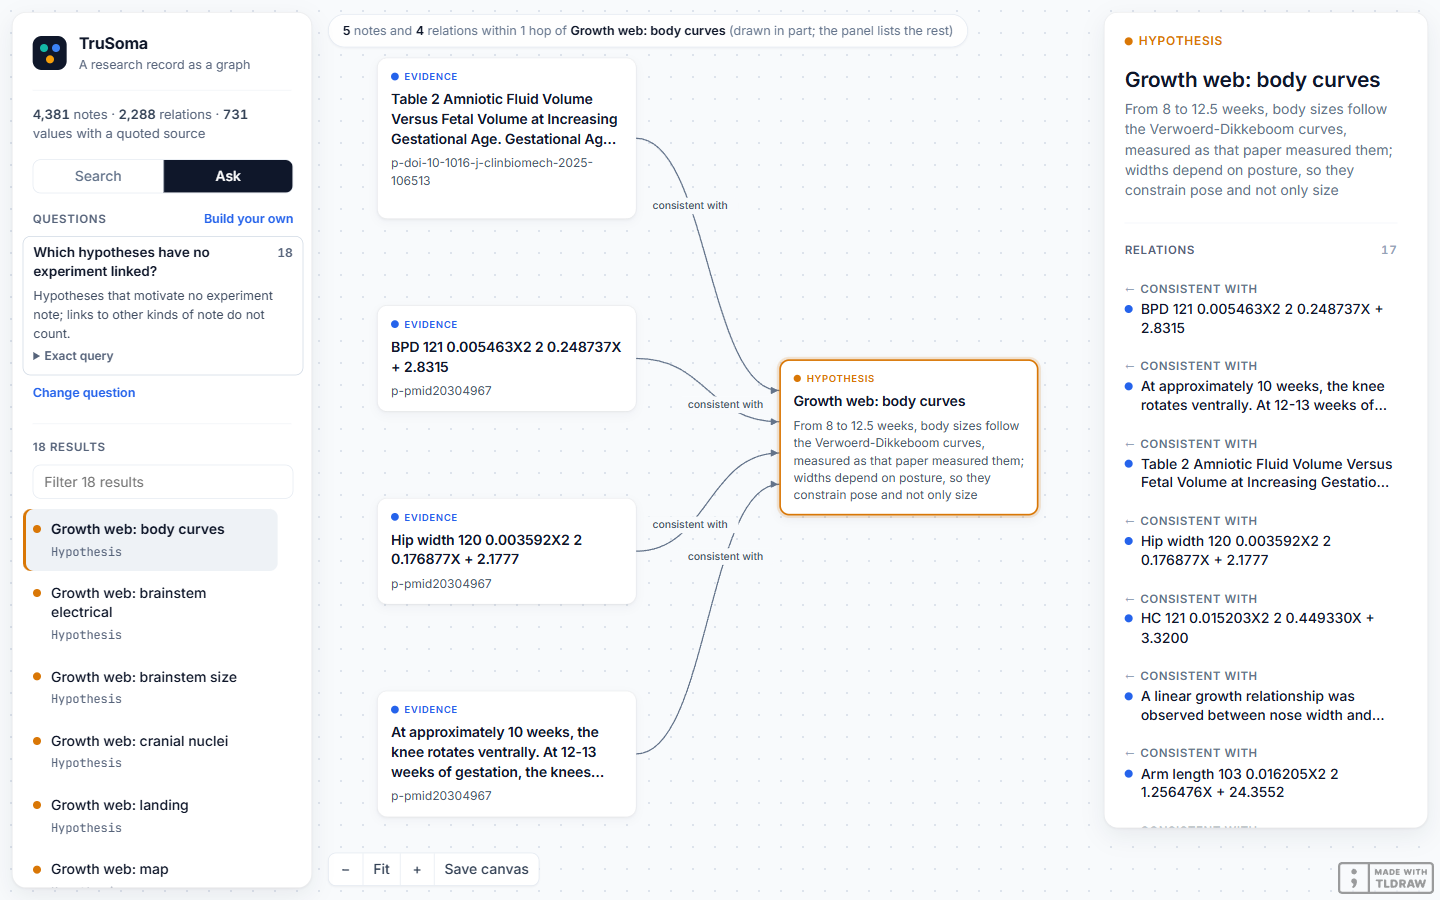 TruSoma
A research record as a graph
4,381 notes · 2,288 relations · 731
values with a quoted source
Search
Ask
QUESTIONS
Build your own
Which hypotheses have no
experiment linked?
18
Hypotheses that motivate no experiment
note; links to other kinds of note do not
count.
Exact query
Change question
18 RESULTS
Filter 18 results
Growth web: body curves
Hypothesis
Growth web: brainstem
electrical
Hypothesis
Growth web: brainstem size
Hypothesis
Growth web: cranial nuclei
Hypothesis
Growth web: landing
Hypothesis
Growth web: map
5 notes and 4 relations within 1 hop of Growth web: body curves (drawn in part; the panel lists the rest)
EVIDENCE
Table 2 Amniotic Fluid Volume
Versus Fetal Volume at Increasing
Gestational Age. Gestational Ag...
p-doi-10-1016-j-clinbiomech-2025-
106513
consistent with
EVIDENCE
BPD 121 0.005463X2 2 0.248737X
+ 2.8315
p-pmid20304967
consistent with
EVIDENCE
Hip width 120 0.003592X2 2
0.176877X + 2.1777
p-pmid20304967
consistent with
consistent with
EVIDENCE
At approximately 10 weeks, the
knee rotates ventrally. At 12-13
weeks of gestation, the knees...
p-pmid20304967
HYPOTHESIS
Growth web: body curves
From 8 to 12.5 weeks, body sizes follow
the Verwoerd-Dikkeboom curves,
measured as that paper measured them;
widths depend on posture, so they
constrain pose and not only size
− Fit + Save canvas
HYPOTHESIS
Growth web: body curves
From 8 to 12.5 weeks, body sizes follow
the Verwoerd-Dikkeboom curves,
measured as that paper measured them;
widths depend on posture, so they
constrain pose and not only size
RELATIONS
17
← CONSISTENT WITH
BPD 121 0.005463X2 2 0.248737X +
2.8315
← CONSISTENT WITH
At approximately 10 weeks, the knee
rotates ventrally. At 12-13 weeks of...
← CONSISTENT WITH
Table 2 Amniotic Fluid Volume Versus
Fetal Volume at Increasing Gestatio...
← CONSISTENT WITH
Hip width 120 0.003592X2 2
0.176877X + 2.1777
← CONSISTENT WITH
HC 121 0.015203X2 2 0.449330X +
3.3200
← CONSISTENT WITH
A linear growth relationship was
observed between nose width and...
← CONSISTENT WITH
Arm length 103 0.016205X2 2
1.256476X + 24.3552
MADE WITH
TLDRAW